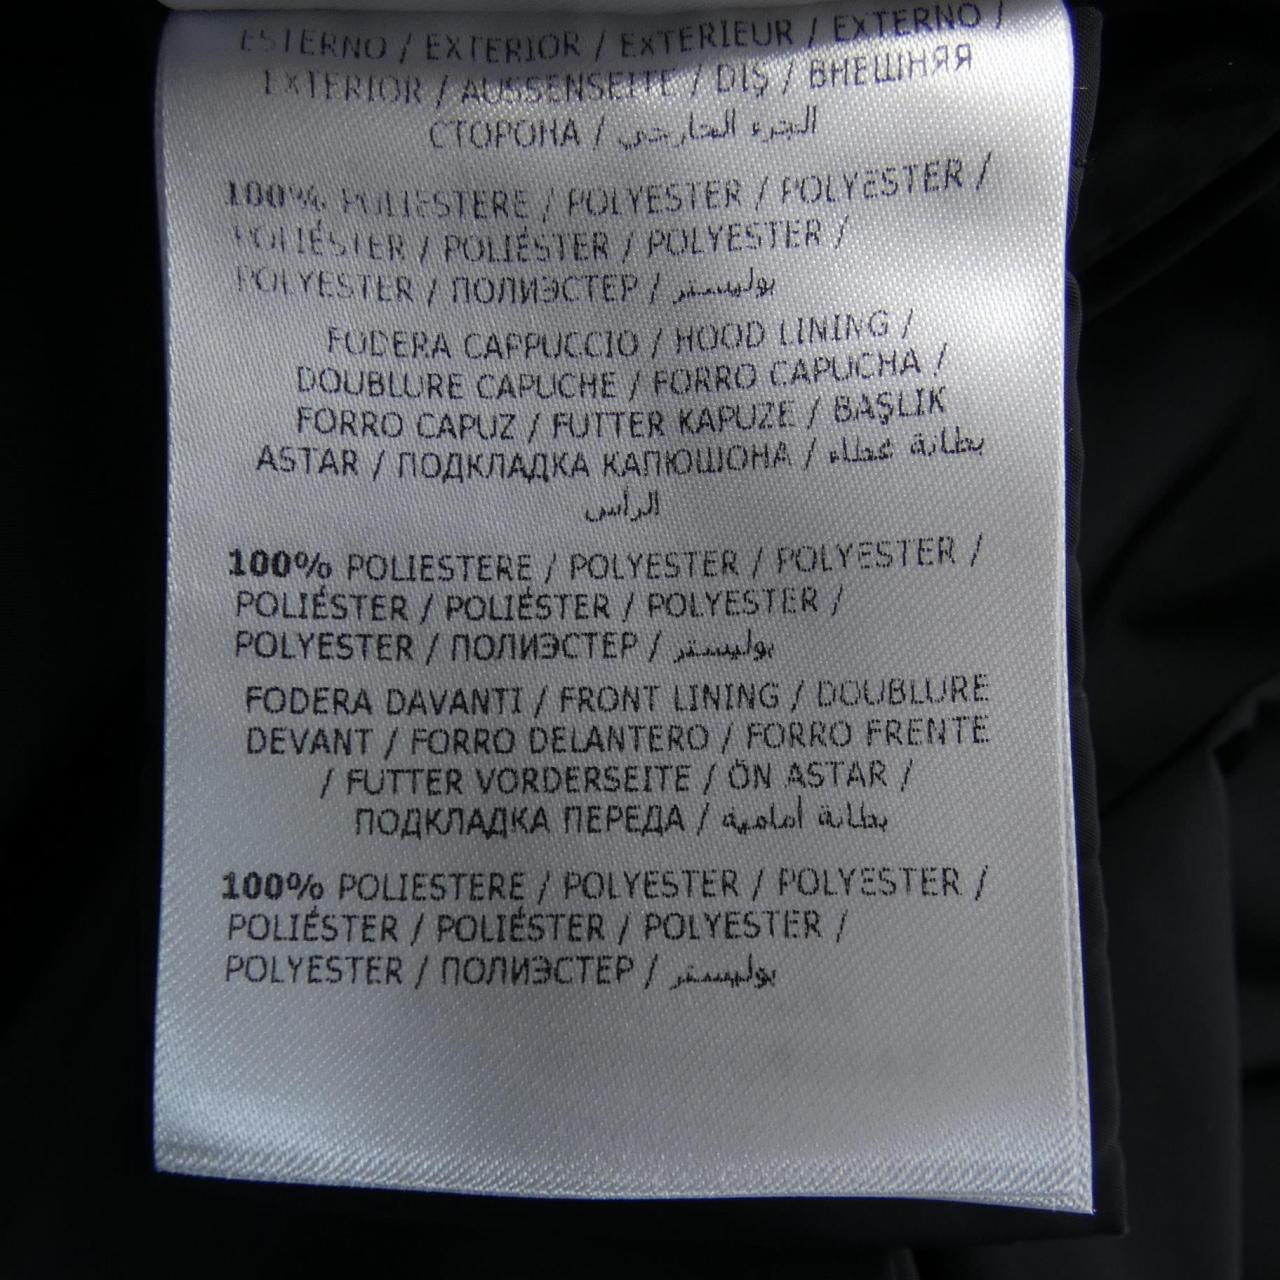 ESTERNO / EXTERIOR / EXTERIEUR / EXTERNO /
EXTERIOR / AUSSENSEITE / DIŞ / ВНЕШНЯЯ
СТОРОНА / الجزء الخارجي
100% POLIESTERE / POLYESTER / POLYESTER /
POLIÉSTER / POLIÉSTER / POLYESTER /
POLYESTER / ПОЛИЭСТЕР / بوليستر
FODERA CAPPUCCIO / HOOD LINING /
DOUBLURE CAPUCHE / FORRO CAPUCHA /
FORRO CAPUZ / FUTTER KAPUZE / BAŞLIK
ASTAR / ПОДКЛАДКА КАПЮШОНА / بطانة غطاء
الرأس
100% POLIESTERE / POLYESTER / POLYESTER /
POLIÉSTER / POLIÉSTER / POLYESTER /
POLYESTER / ПОЛИЭСТЕР / بوليستر
FODERA DAVANTI / FRONT LINING / DOUBLURE
DEVANT / FORRO DELANTERO / FORRO FRENTE
/ FUTTER VORDERSEITE / ÖN ASTAR /
ПОДКЛАДКА ПЕРЕДА / بطانة أمامية
100% POLIESTERE / POLYESTER / POLYESTER /
POLIÉSTER / POLIÉSTER / POLYESTER /
POLYESTER / ПОЛИЭСТЕР / بوليستر